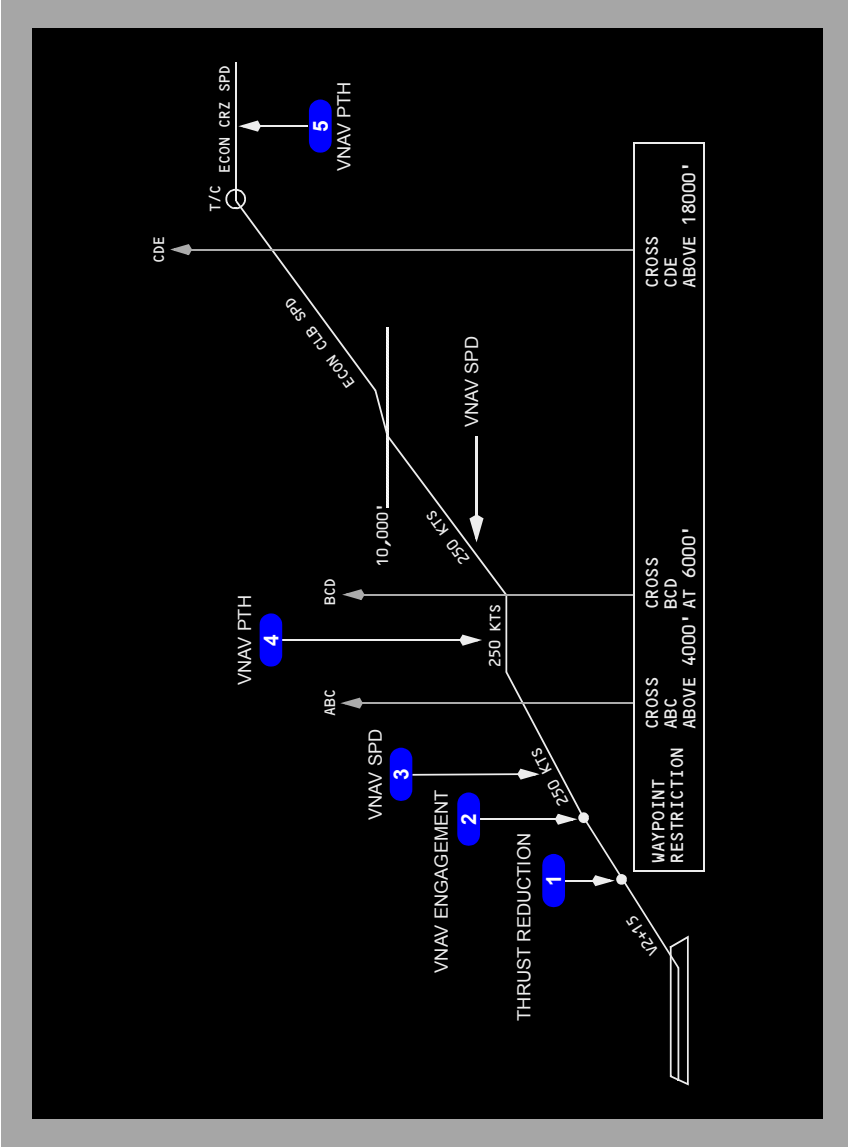 CDE
T/C
ECON CRZ SPD
5
VNAV PTH
ECON CLB SPD
10,000'
VNAV SPD
250 KTS
VNAV PTH
4
BCD
250 KTS
ABC
VNAV SPD
3
250 KTS
VNAV ENGAGEMENT
2
THRUST REDUCTION
1
V2+15
WAYPOINT
RESTRICTION
CROSS
ABC
ABOVE 4000'
CROSS
BCD
AT 6000'
CROSS
CDE
ABOVE 18000'